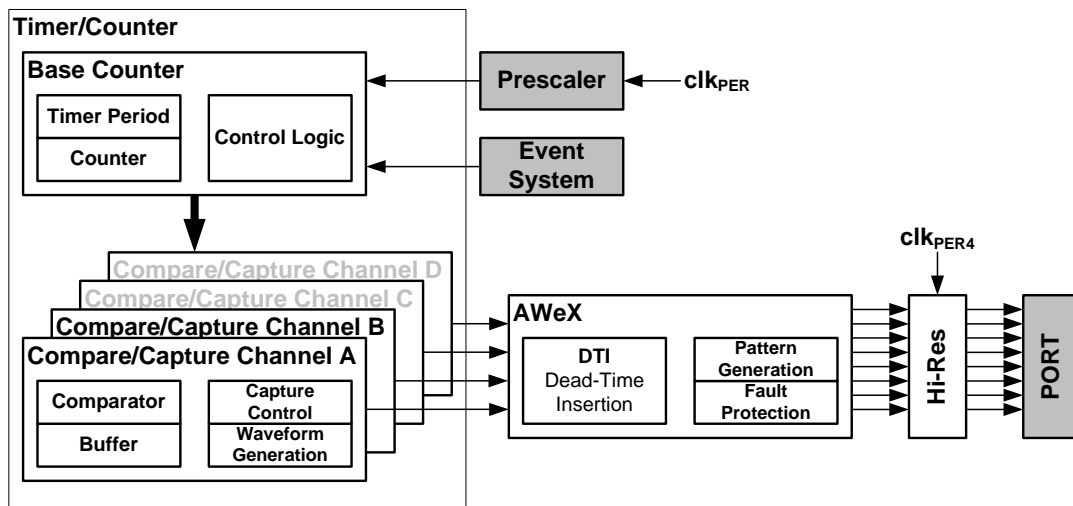 Timer/Counter
Base Counter
Timer Period
Counter
Control Logic
Prescaler
clkPER
Event
System
Compare/Capture Channel D
Compare/Capture Channel C
Compare/Capture Channel B
Compare/Capture Channel A
Comparator
Buffer
Capture
Control
Waveform
Generation
AWeX
DTI
Dead-Time
Insertion
Pattern
Generation
Fault
Protection
clkPER4
Hi-Res
PORT